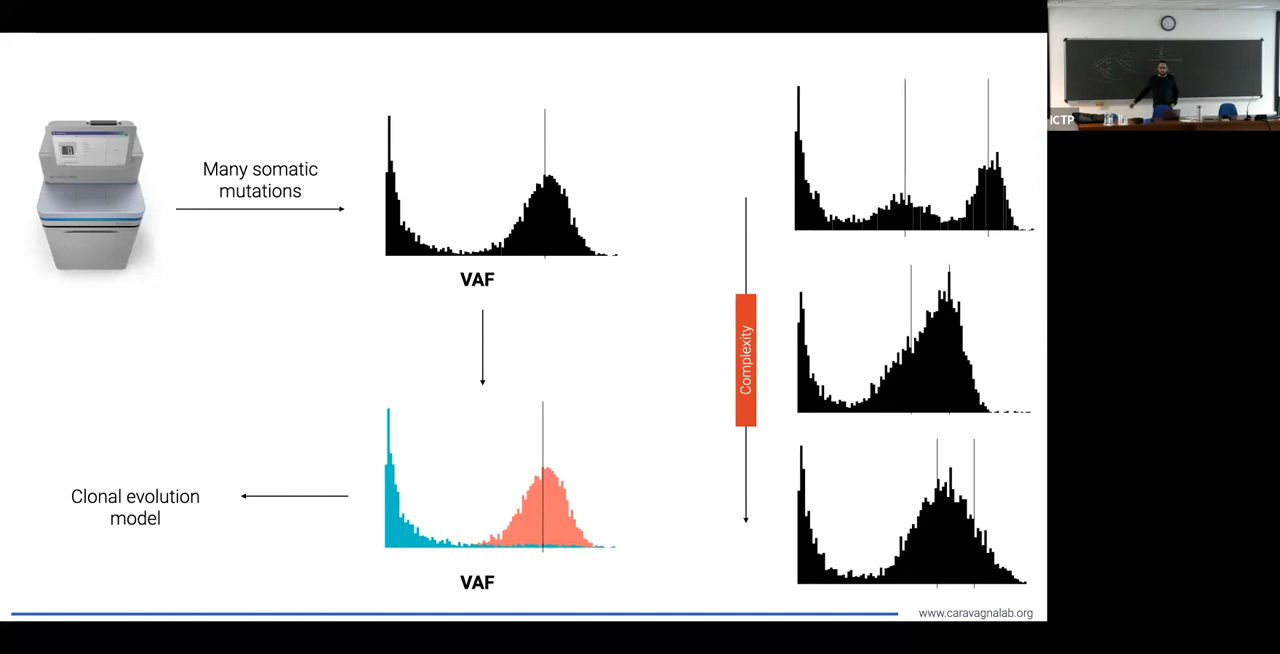 Many somatic
mutations
VAF
Complexity
Clonal evolution
model
VAF
www.caravagnalab.org
ICTP